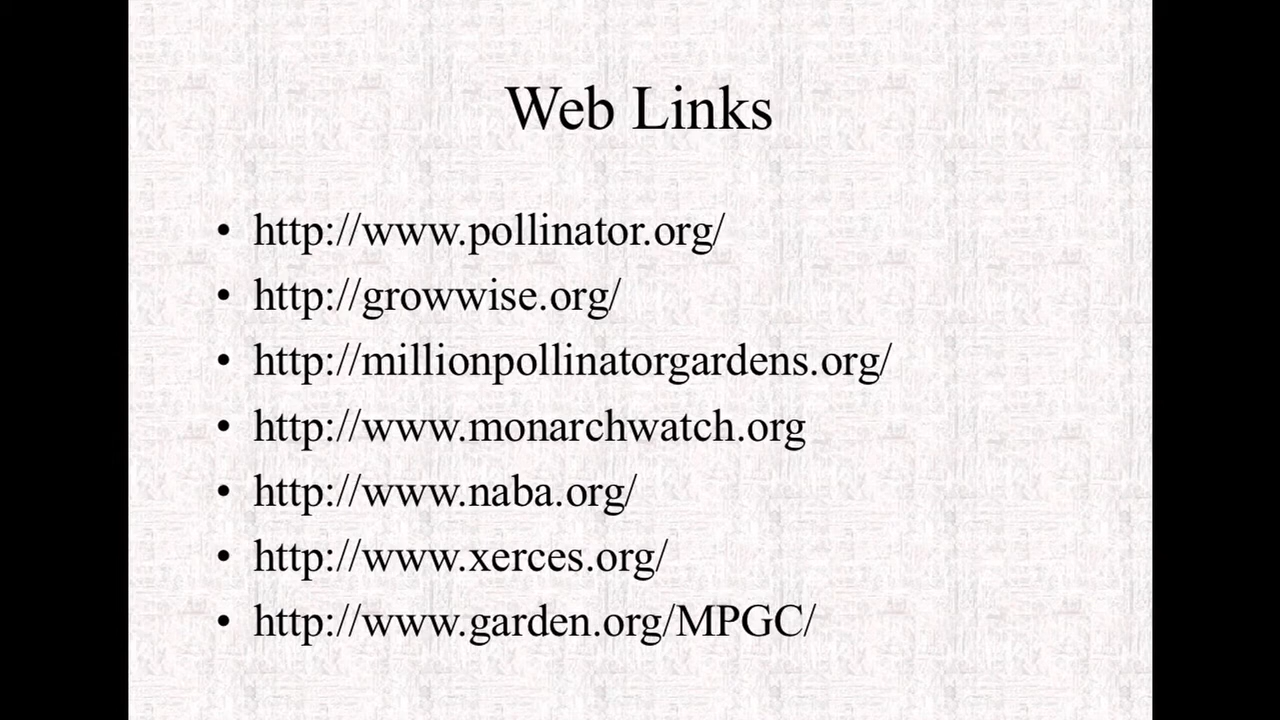 Web Links
• http://www.pollinator.org/
• http://growwise.org/
• http://millionpollinatorgardens.org/
• http://www.monarchwatch.org
• http://www.naba.org/
• http://www.xerces.org/
• http://www.garden.org/MPGC/